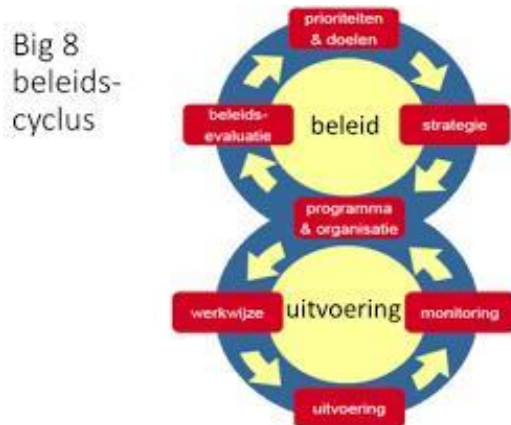 Big 8
beleids-
cyclus
prioriteiten
& doelen
beleids-
evaluatie
beleid
strategie
programma
& organisatie
werkwijze
uitvoering
monitoring
uitvoering